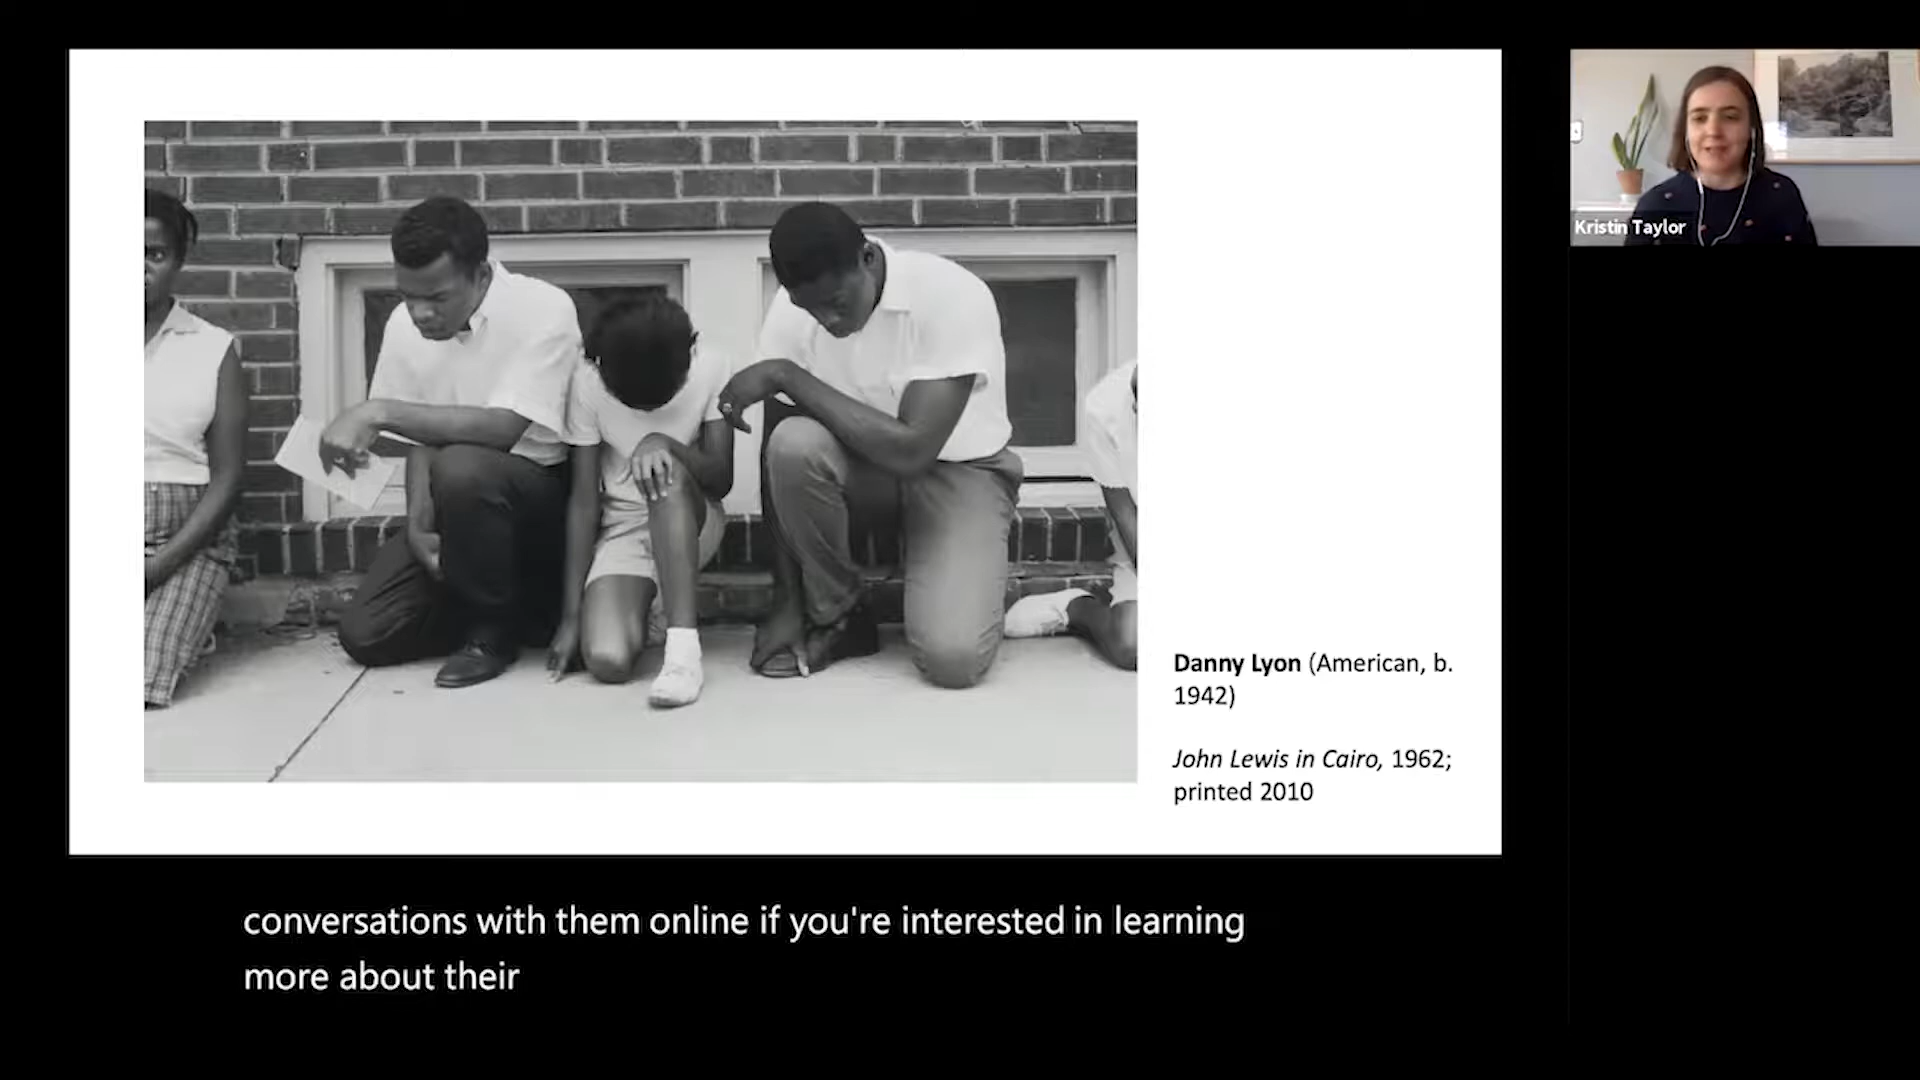 Kristin Taylor
Danny Lyon (American, b.
1942)
John Lewis in Cairo, 1962;
printed 2010
conversations with them online if you're interested in learning
more about their